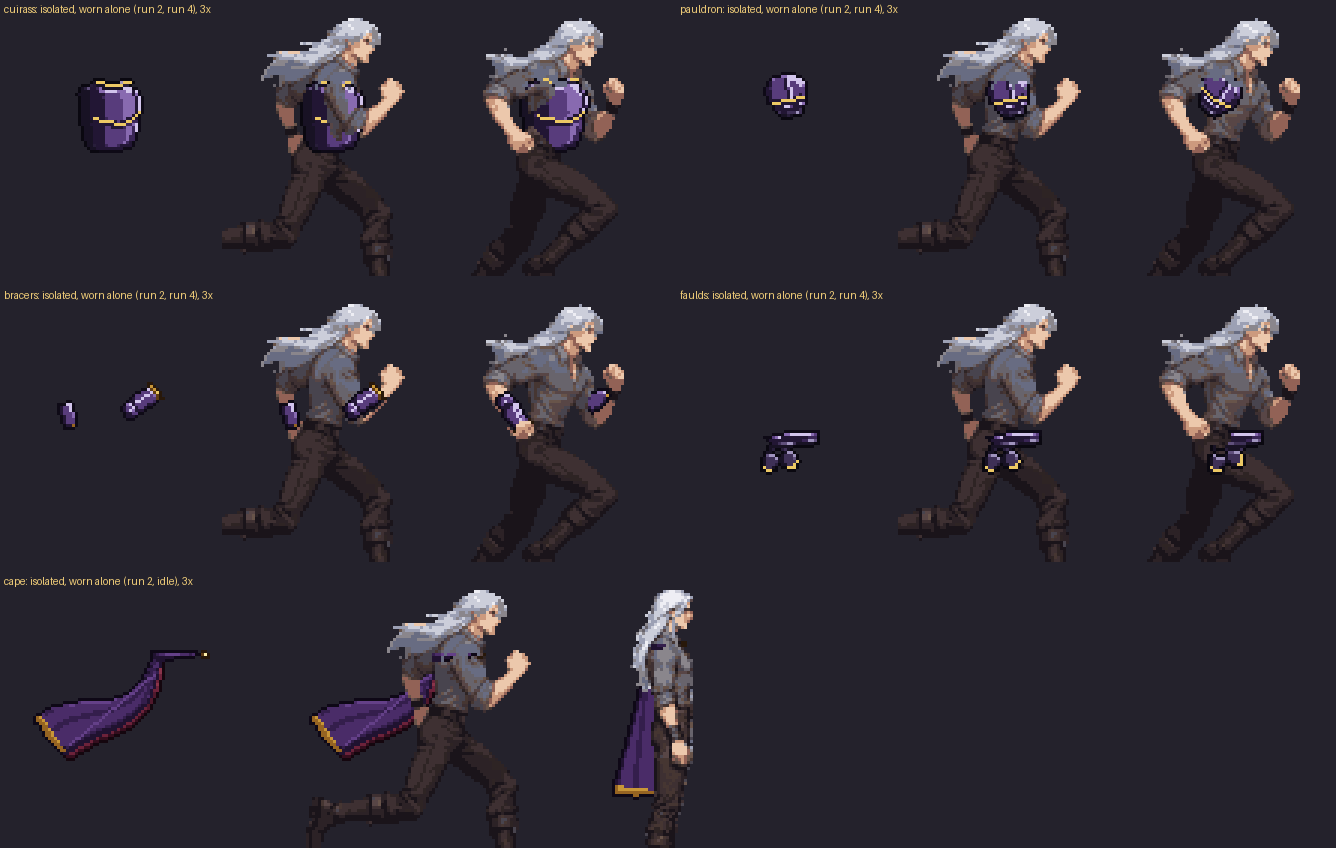 cuirass: isolated, worn alone (run 2, run 4), 3x
pauldron: isolated, worn alone (run 2, run 4), 3x
bracers: isolated, worn alone (run 2, run 4), 3x
faulds: isolated, worn alone (run 2, run 4), 3x
cape: isolated, worn alone (run 2, idle), 3x